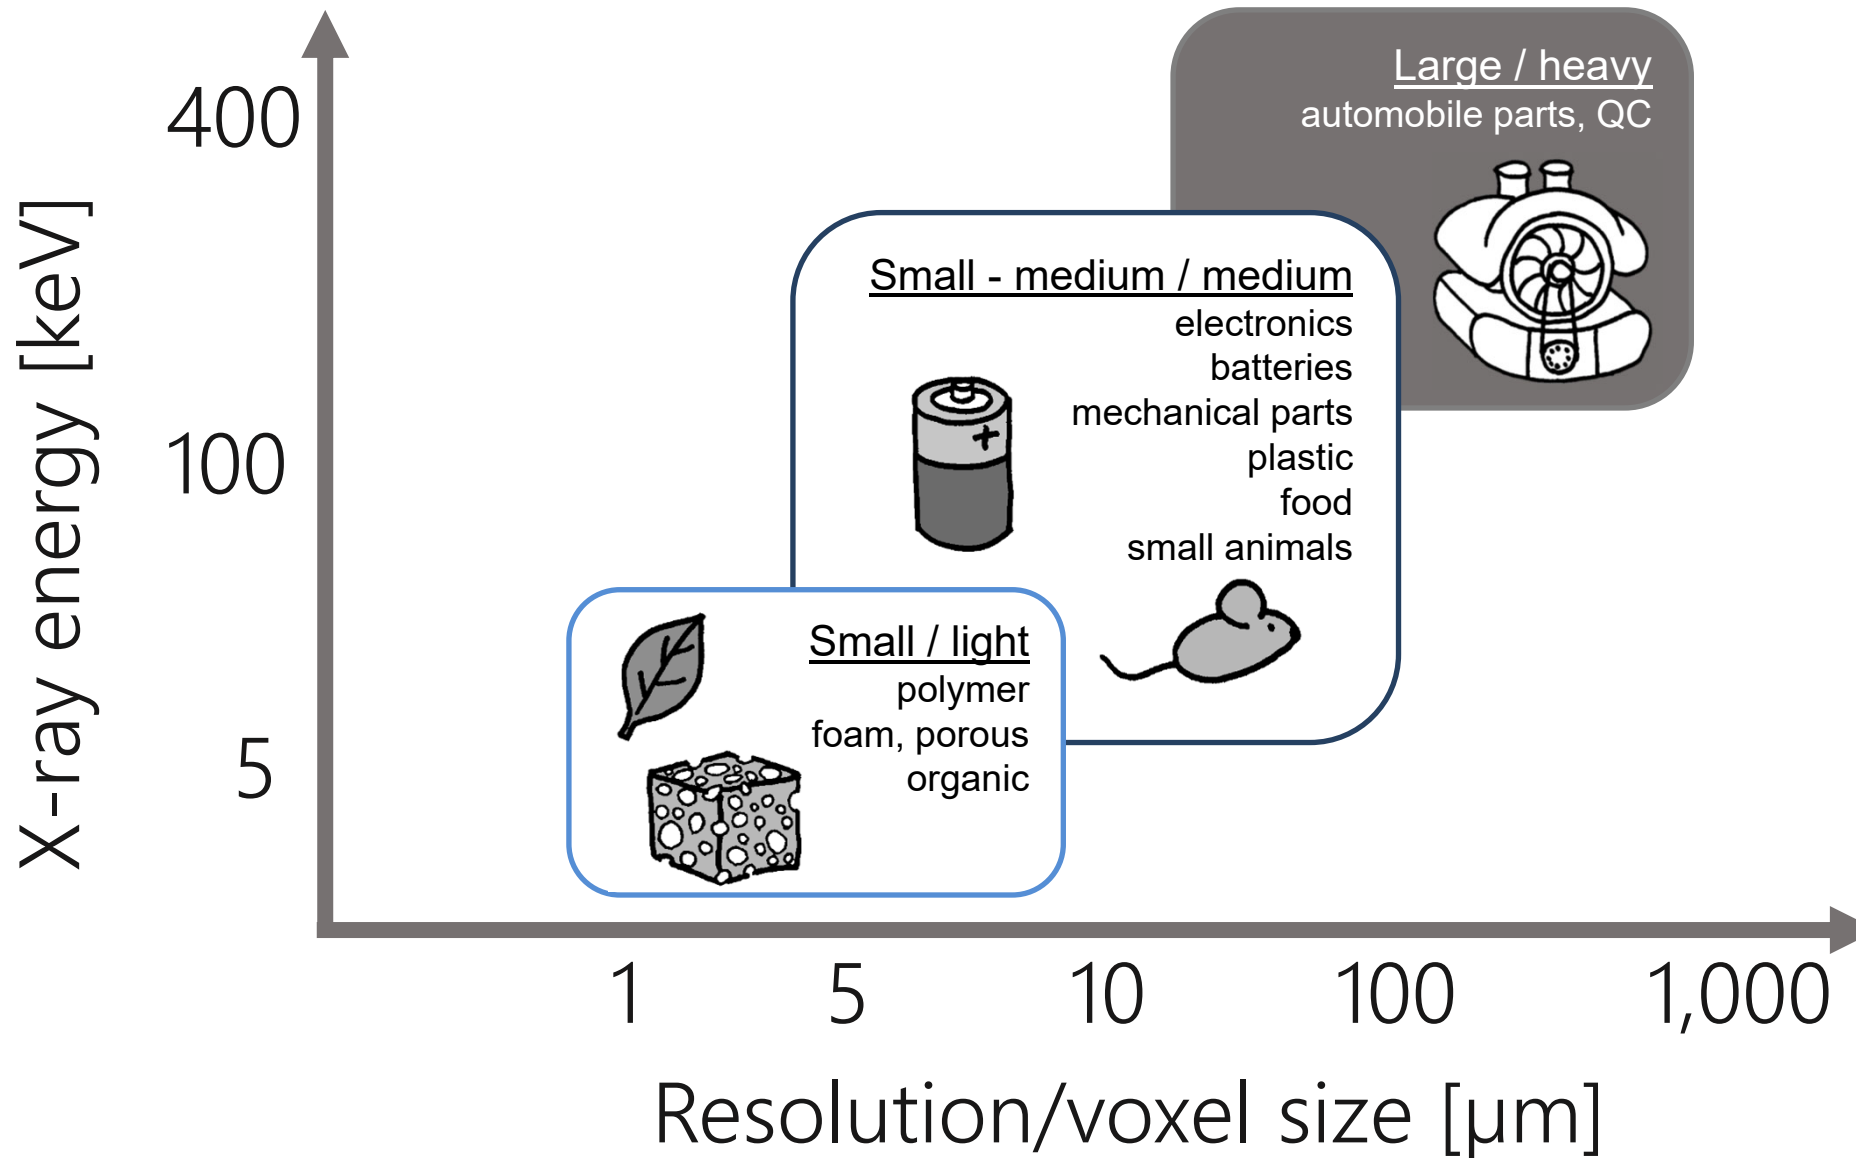 X-ray energy [keV]
400
100
5
Large / heavy
automobile parts, QC
Small - medium / medium
electronics
batteries
mechanical parts
plastic
food
small animals
Small / light
polymer
foam, porous
organic
1 5 10 100 1,000
Resolution/voxel size [µm]